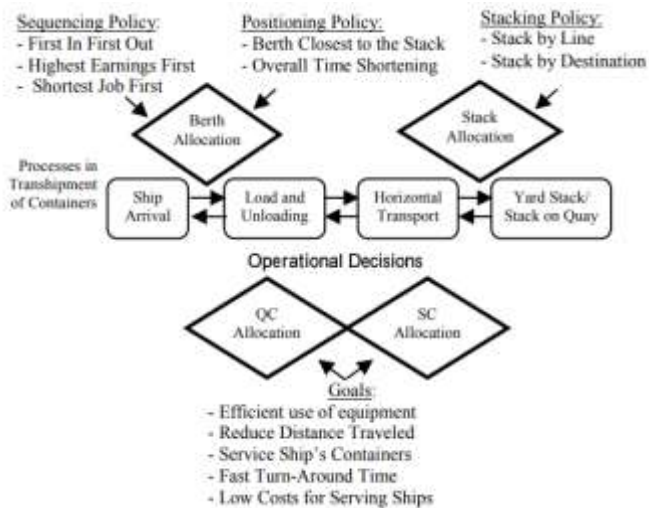 Sequencing Policy:
- First In First Out
- Highest Earnings First
- Shortest Job First
Positioning Policy:
- Berth Closest to the Stack
- Overall Time Shortening
Stacking Policy:
- Stack by Line
- Stack by Destination
Berth
Allocation
Stack
Allocation
Processes in
Transhipment
of Containers
Ship
Arrival
Load and
Unloading
Horizontal
Transport
Yard Stack/
Stack on Quay
Operational Decisions
QC
Allocation
SC
Allocation
Goals:
- Efficient use of equipment
- Reduce Distance Traveled
- Service Ship's Containers
- Fast Turn-Around Time
- Low Costs for Serving Ships